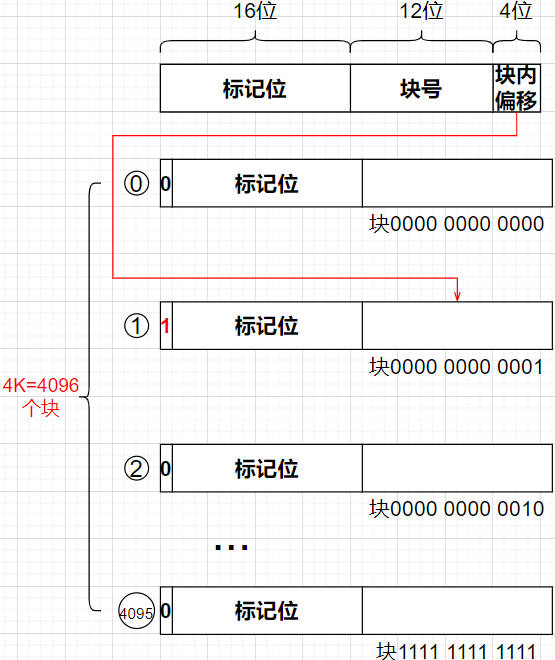 16位 12位 4位
标记位 块号 块内
偏移
0 0 标记位
块0000 0000 0000
1 1 标记位
块0000 0000 0001
4K=4096
个块
2 0 标记位
块0000 0000 0010
...
4095 0 标记位
块1111 1111 1111